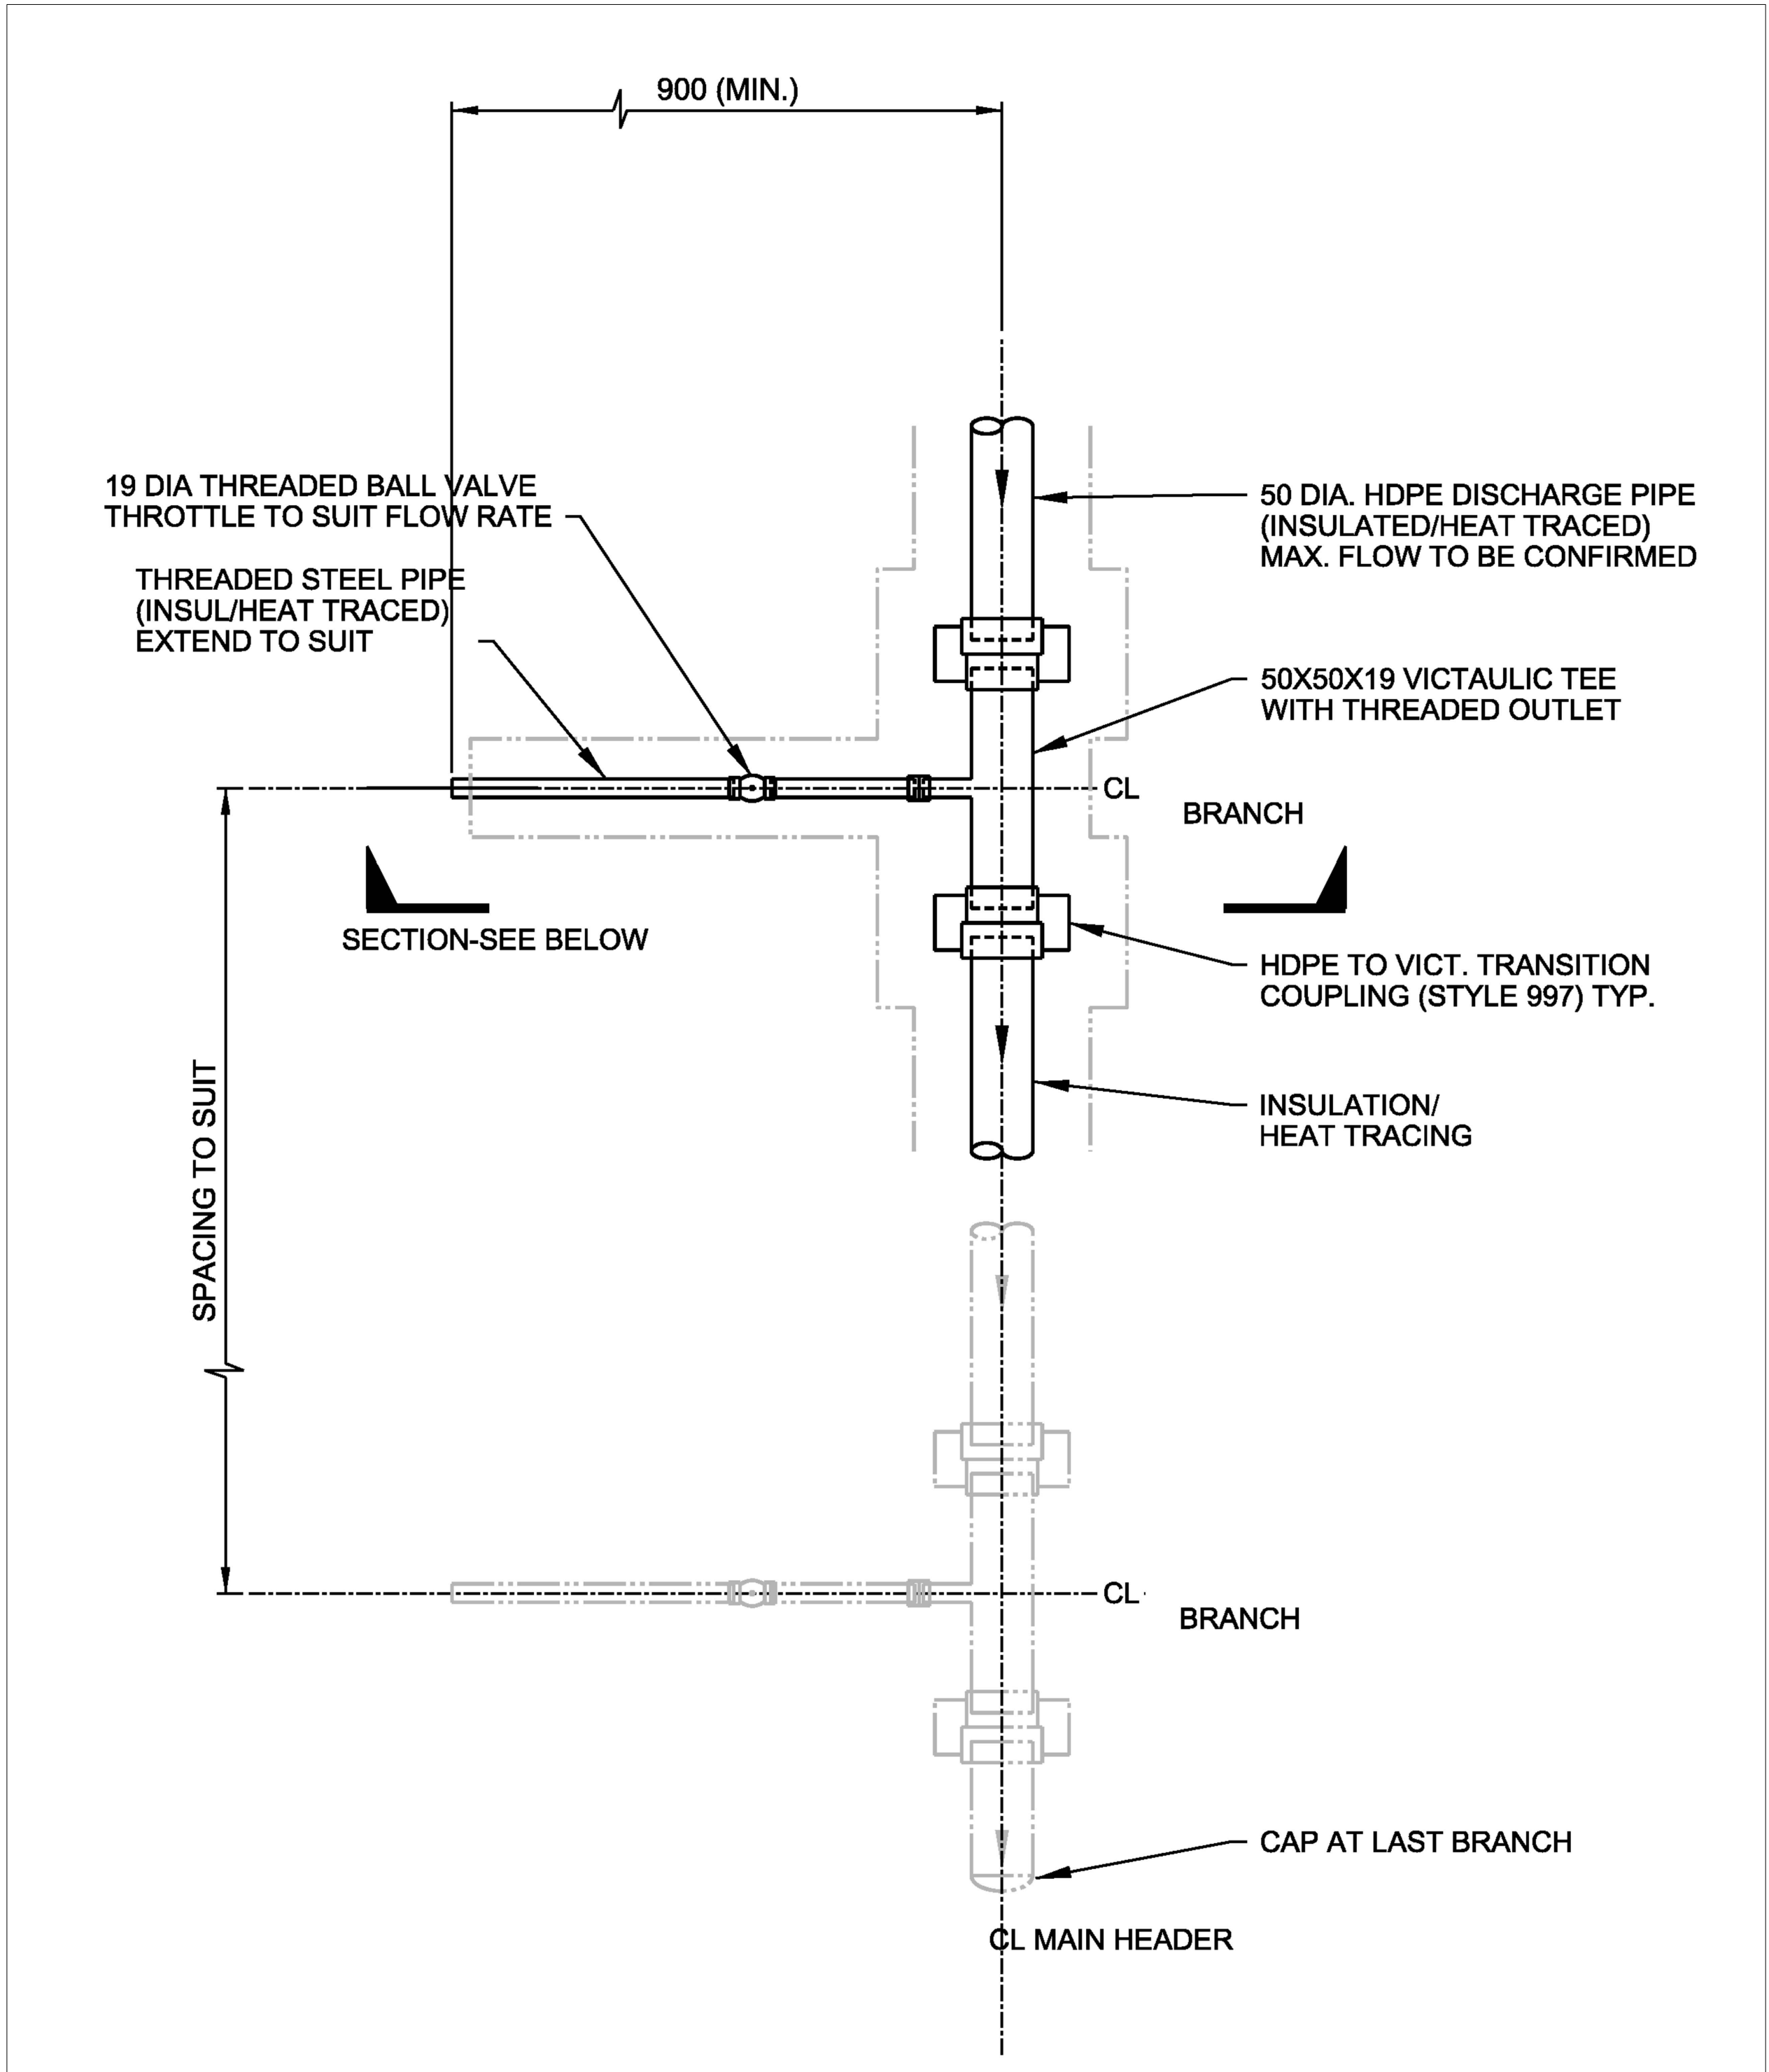 900 (MIN.)
19 DIA THREADED BALL VALVE
THROTTLE TO SUIT FLOW RATE
50 DIA. HDPE DISCHARGE PIPE
(INSULATED/HEAT TRACED)
MAX. FLOW TO BE CONFIRMED
THREADED STEEL PIPE
(INSUL/HEAT TRACED)
EXTEND TO SUIT
50X50X19 VICTAULIC TEE
WITH THREADED OUTLET
CL
BRANCH
SECTION-SEE BELOW
HDPE TO VICT. TRANSITION
COUPLING (STYLE 997) TYP.
INSULATION/
HEAT TRACING
SPACING TO SUIT
CL
BRANCH
CAP AT LAST BRANCH
CL MAIN HEADER